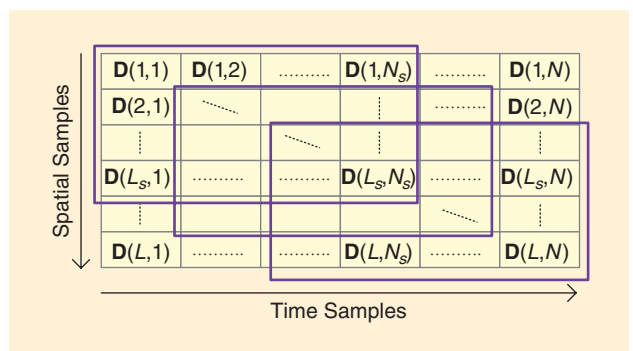 D(1,1) D(1,2) .......... D(1,Ns) .......... D(1,N)
D(2,1) .......... D(2,N)
D(Ls,1) .......... .......... D(Ls,Ns) .......... D(Ls,N)
D(L,1) .......... .......... D(L,Ns) .......... D(L,N)
Spatial Samples
Time Samples